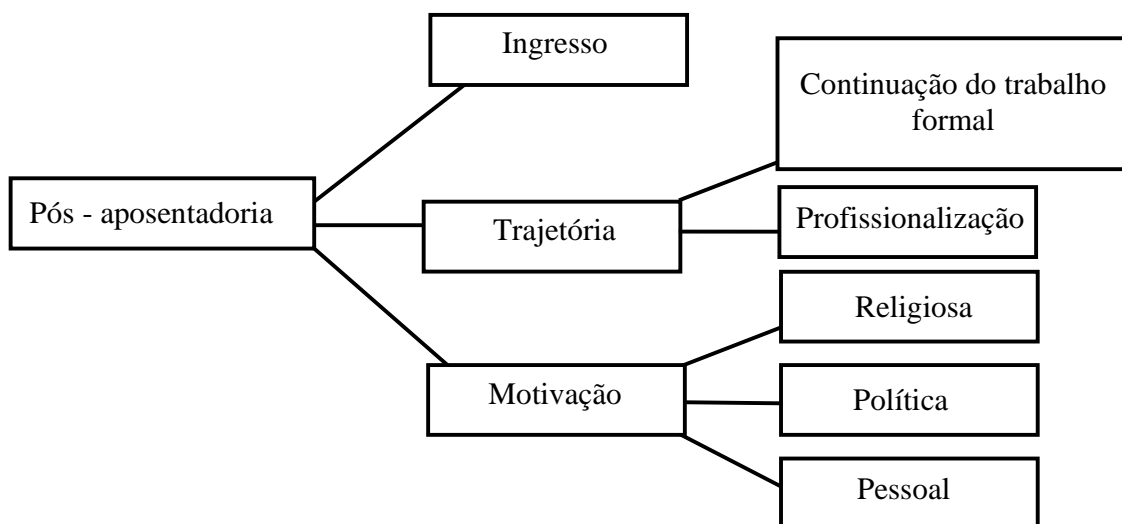 Pós - aposentadoria
Ingresso
Trajetória
Continuação do trabalho
formal
Profissionalização
Motivação
Religiosa
Política
Pessoal